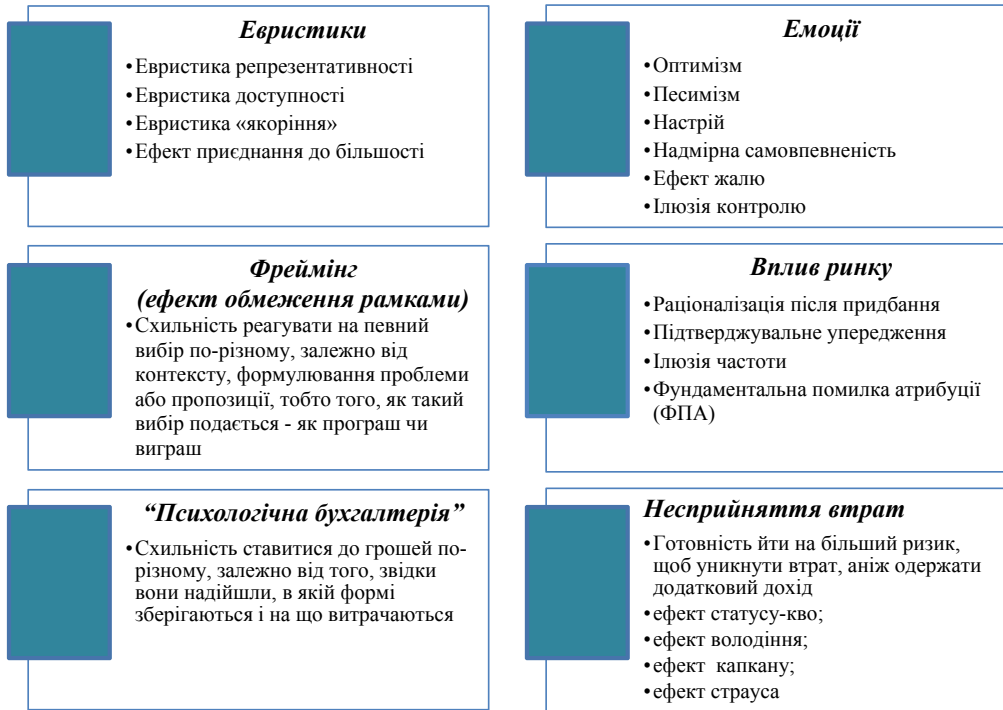 Евристики
•Евристика репрезентативності
•Евристика доступності
•Евристика «якоріння»
•Ефект приєднання до більшості
Емоції
•Оптимізм
•Песимізм
•Настрій
•Надмірна самовпевненість
•Ефект жалю
•Ілюзія контролю
Фреймінг
(ефект обмеження рамками)
•Схильність реагувати на певний
вибір по-різному, залежно від
контексту, формулювання проблеми
або пропозиції, тобто того, як такий
вибір подається - як програш чи
виграш
Вплив ринку
•Раціоналізація після придбання
•Підтверджувальне упередження
•Ілюзія частоти
•Фундаментальна помилка атрибуції
(ФПА)
“Психологічна бухгалтерія”
•Схильність ставитися до грошей по-
різному, залежно від того, звідки
вони надійшли, в якій формі
зберігаються і на що витрачаються
Несприйняття втрат
•Готовність йти на більший ризик,
щоб уникнути втрат, аніж одержати
додатковий дохід
•ефект статусу-кво;
•ефект володіння;
•ефект капкану;
•ефект страуса